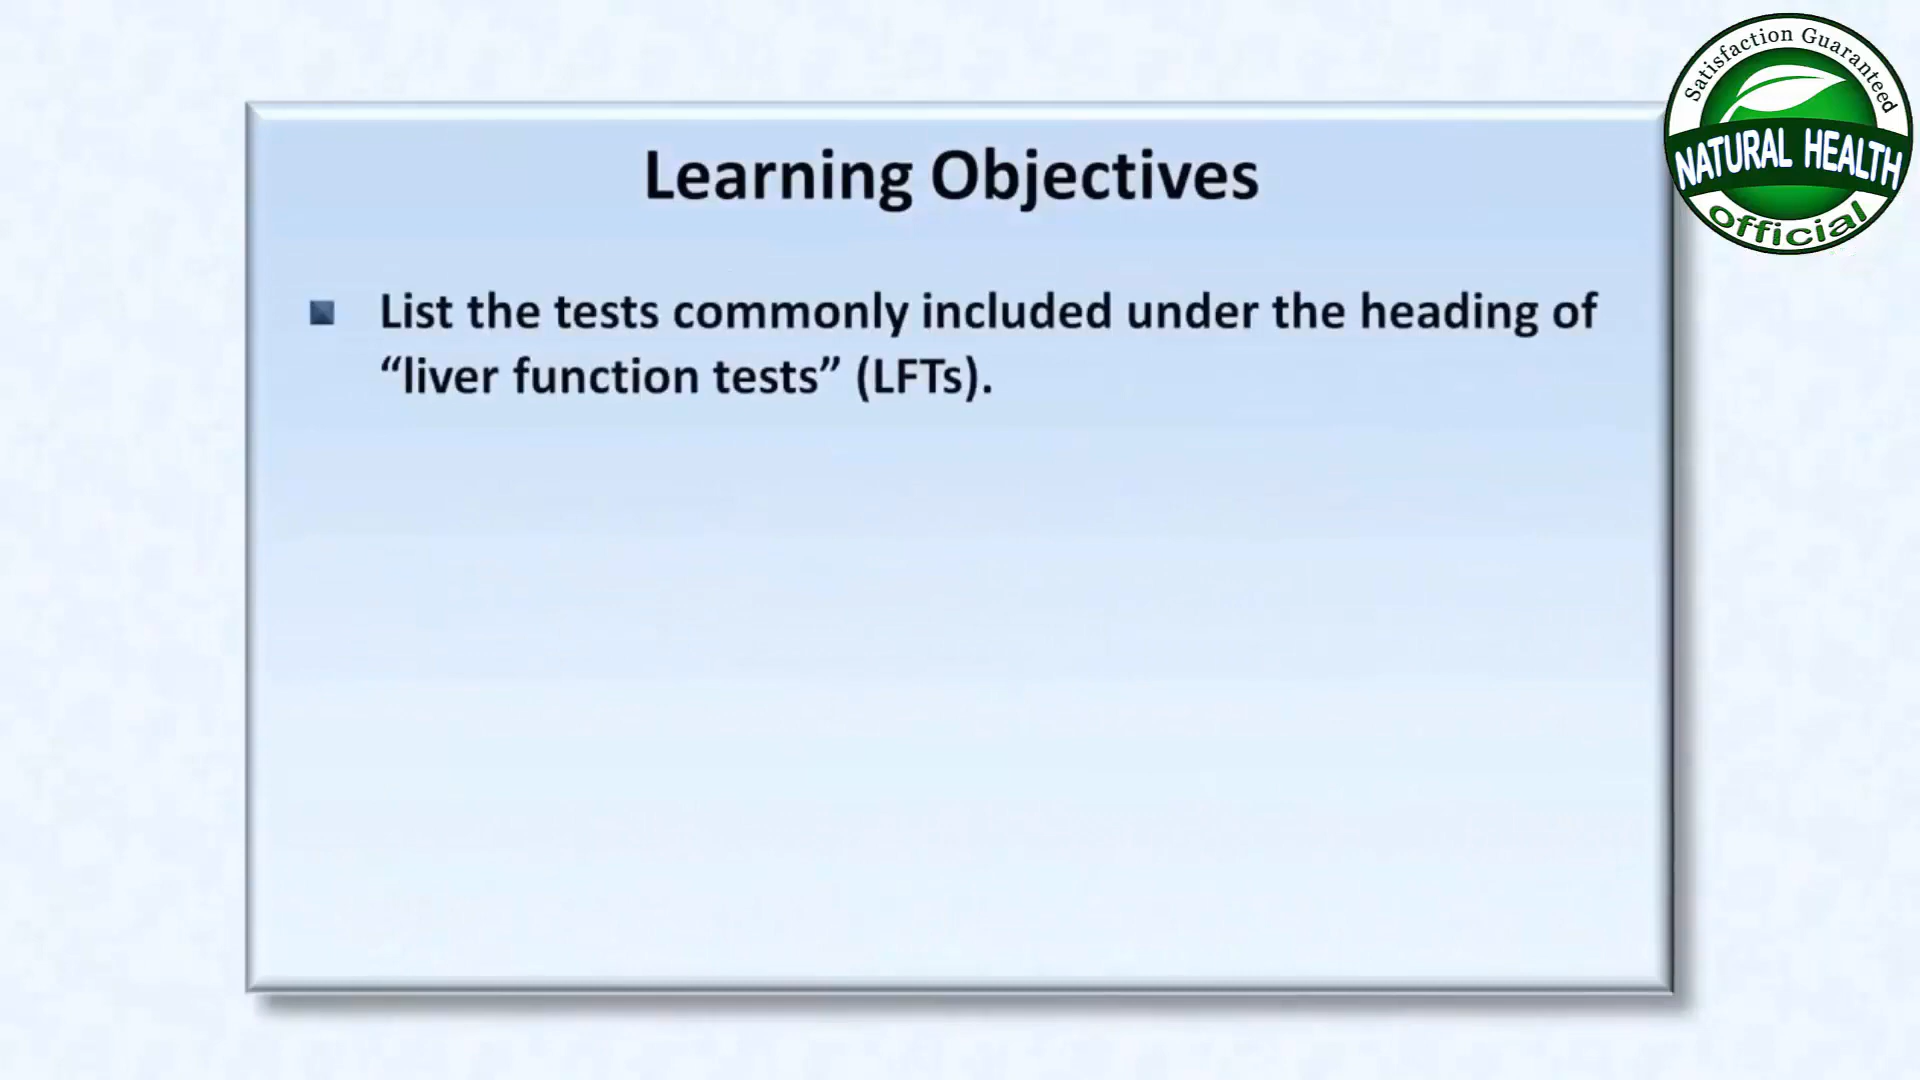 Satisfaction Guaranteed
NATURAL HEALTH
official
Learning Objectives
List the tests commonly included under the heading of
“liver function tests” (LFTs).